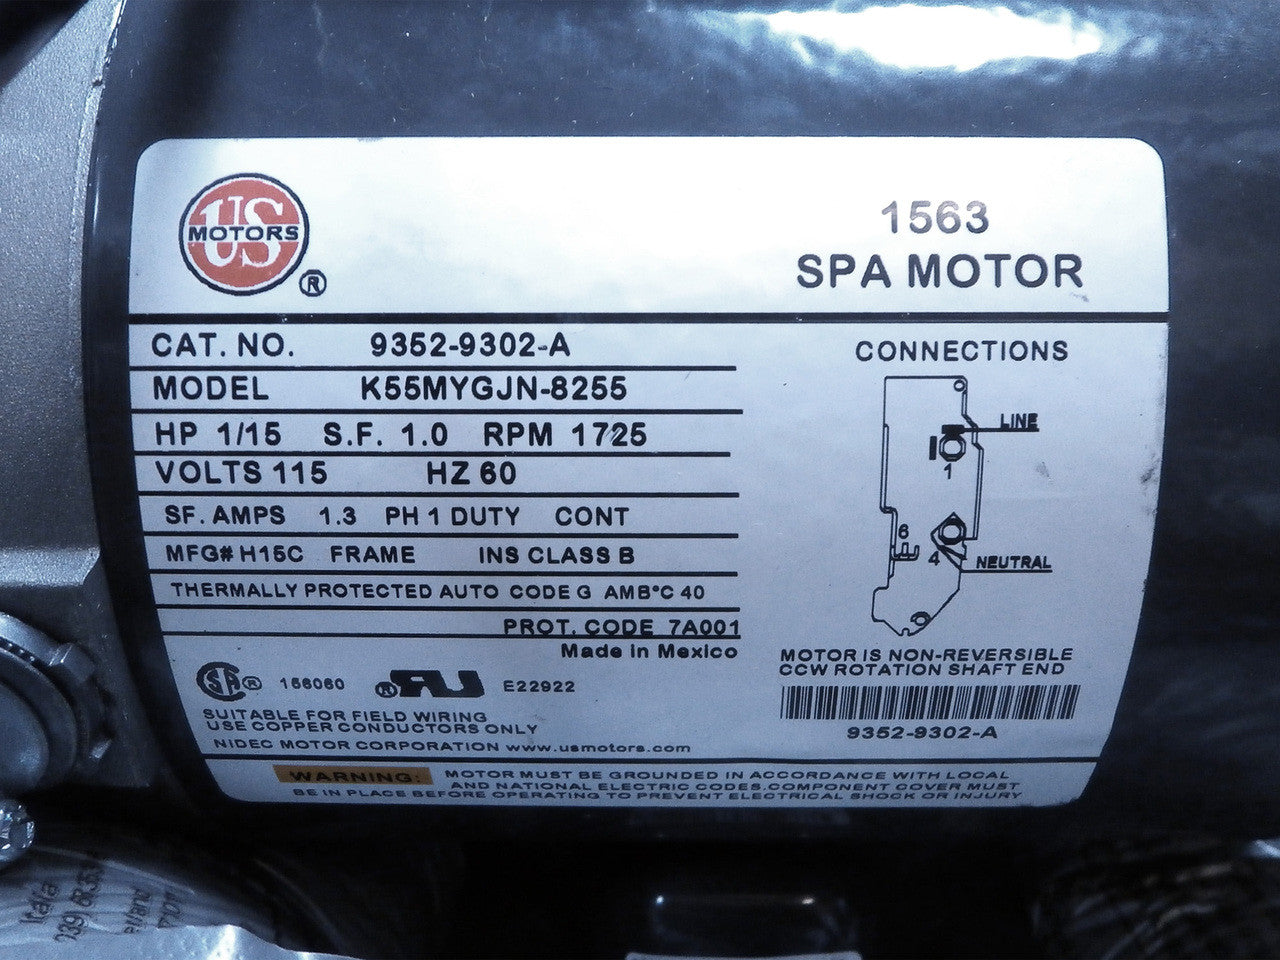 US
MOTORS
®
1563
SPA MOTOR
CAT. NO. 9352-9302-A
MODEL K55MYGJN-8255
HP 1/15 S.F. 1.0 RPM 1725
VOLTS 115 HZ 60
SF. AMPS 1.3 PH 1 DUTY CONT
MFG# H15C FRAME INS CLASS B
THERMALLY PROTECTED AUTO CODE G AMB°C 40
PROT. CODE 7A001
Made in Mexico
CONNECTIONS
LINE
1
6
4
NEUTRAL
MOTOR IS NON-REVERSIBLE
CCW ROTATION SHAFT END
9352-9302-A
SA® 156060 ®RU E22922
SUITABLE FOR FIELD WIRING
USE COPPER CONDUCTORS ONLY
NIDEC MOTOR CORPORATION www.usmotors.com
WARNING: MOTOR MUST BE GROUNDED IN ACCORDANCE WITH LOCAL
AND NATIONAL ELECTRIC CODES.COMPONENT COVER MUST
BE IN PLACE BEFORE OPERATING TO PREVENT ELECTRICAL SHOCK OR INJURY
Italia